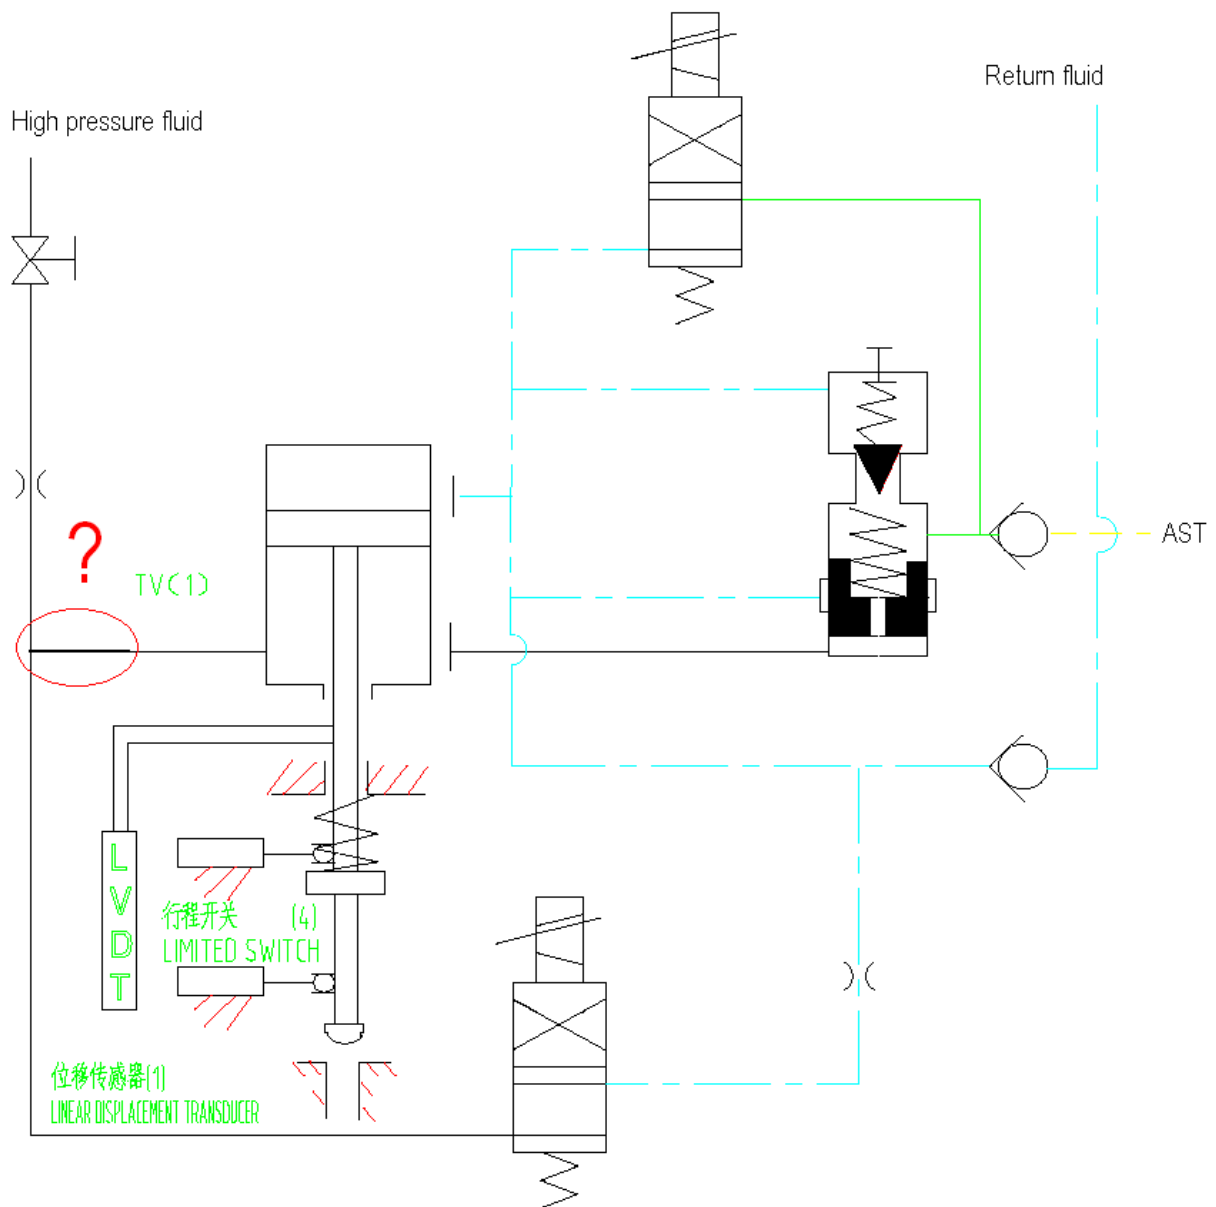 Return fluid
High pressure fluid
?
TV(1)
AST
LVDT
行程开关 (4)
LIMITED SWITCH
位移传感器(1)
LINEAR DISPLACEMENT TRANSDUCER